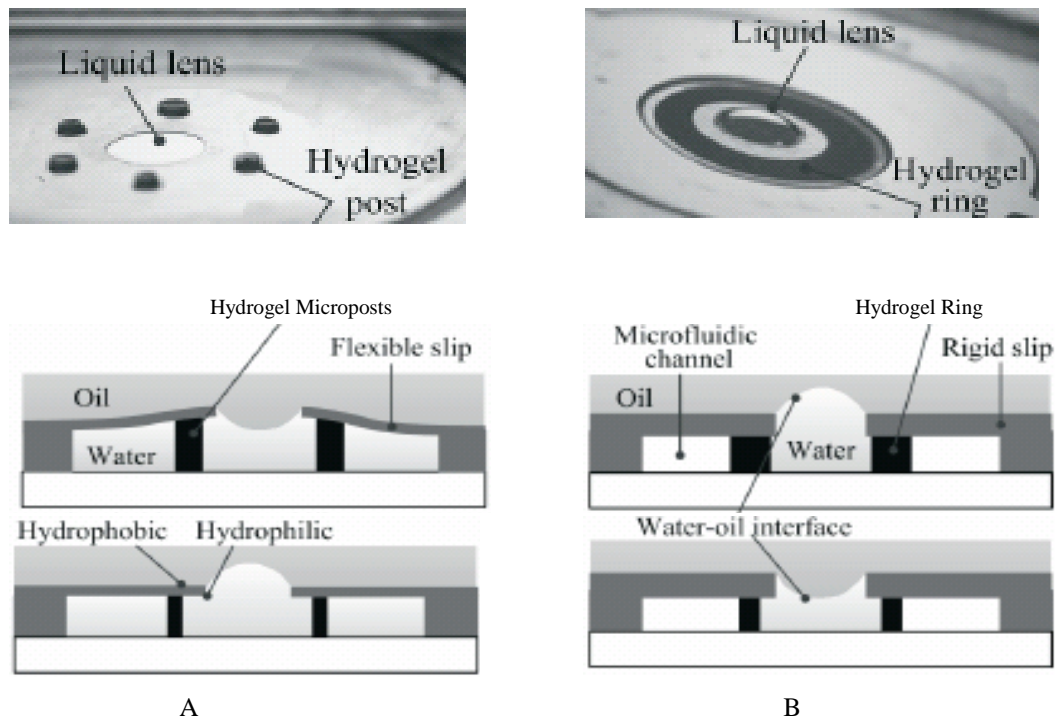 Liquid lens
Hydrogel
post
Liquid lens
Hydrogel
ring
Hydrogel Microposts
Flexible slip
Oil
Water
Hydrophobic Hydrophilic
Hydrogel Ring
Microfluidic
channel
Rigid slip
Oil
Water
Water-oil interface
A
B